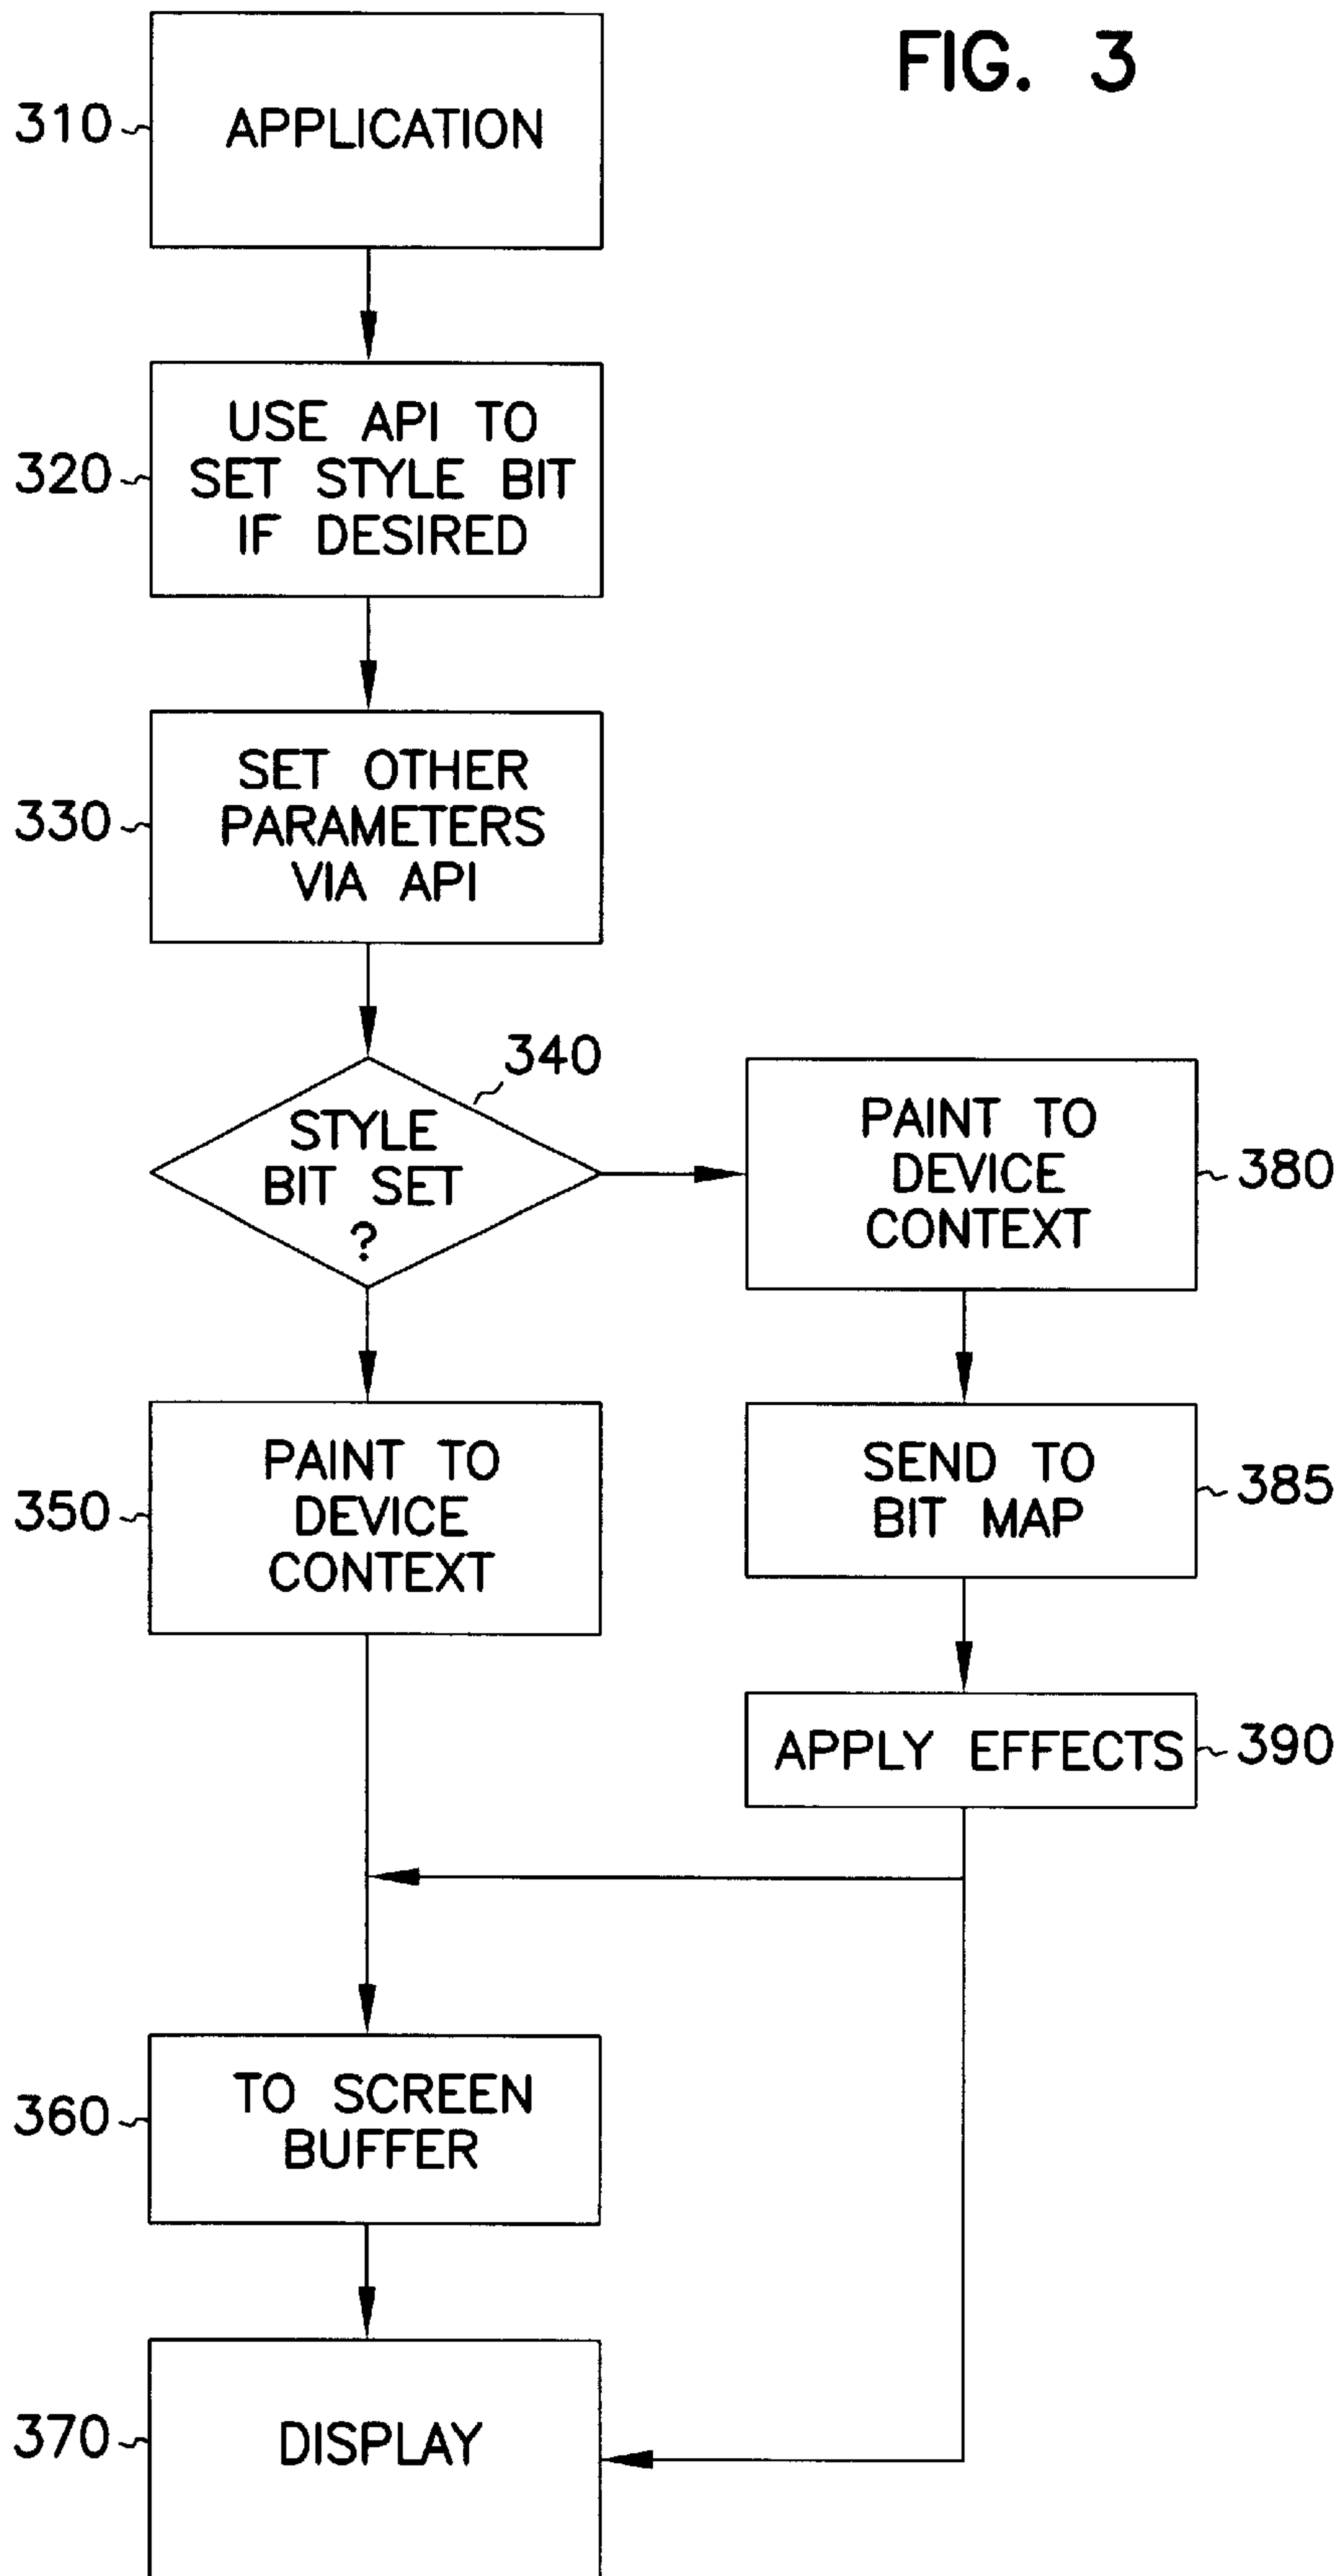 FIG. 3
310
APPLICATION
320
USE API TO
SET STYLE BIT
IF DESIRED
330
SET OTHER
PARAMETERS
VIA API
340
STYLE
BIT SET
?
PAINT TO
DEVICE
CONTEXT
380
350
PAINT TO
DEVICE
CONTEXT
SEND TO
BIT MAP
385
APPLY EFFECTS
390
360
TO SCREEN
BUFFER
370
DISPLAY